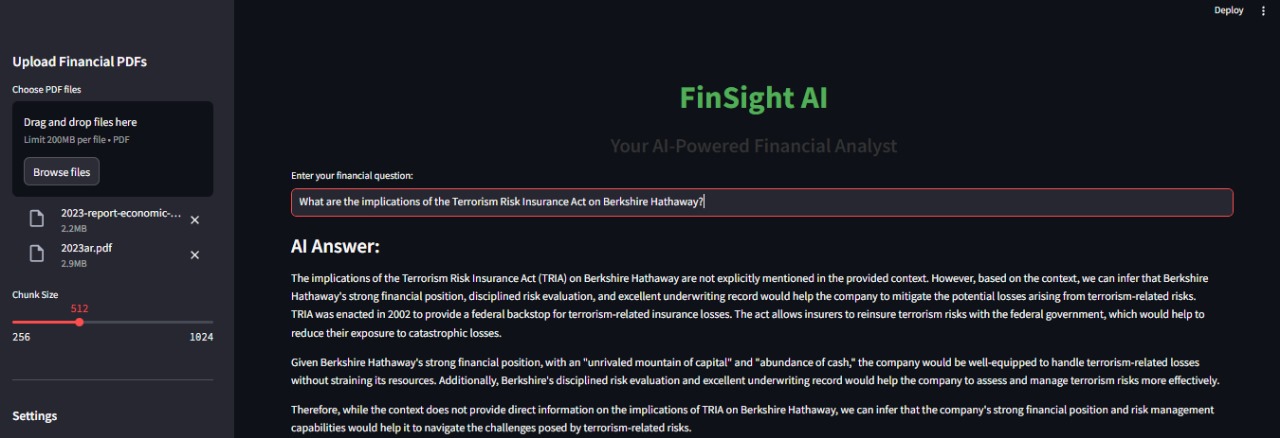 Deploy
Upload Financial PDFs
Choose PDF files
Drag and drop files here
Limit 200MB per file • PDF
Browse files
2023-report-economic-...
2.2MB
2023ar.pdf
2.9MB
Chunk Size
512
256 1024
Settings
FinSight AI
Your AI-Powered Financial Analyst
Enter your financial question:
What are the implications of the Terrorism Risk Insurance Act on Berkshire Hathaway?
AI Answer:
The implications of the Terrorism Risk Insurance Act (TRIA) on Berkshire Hathaway are not explicitly mentioned in the provided context. However, based on the context, we can infer that Berkshire
Hathaway's strong financial position, disciplined risk evaluation, and excellent underwriting record would help the company to mitigate the potential losses arising from terrorism-related risks.
TRIA was enacted in 2002 to provide a federal backstop for terrorism-related insurance losses. The act allows insurers to reinsure terrorism risks with the federal government, which would help to
reduce their exposure to catastrophic losses.
Given Berkshire Hathaway's strong financial position, with an "unrivaled mountain of capital" and "abundance of cash," the company would be well-equipped to handle terrorism-related losses
without straining its resources. Additionally, Berkshire's disciplined risk evaluation and excellent underwriting record would help the company to assess and manage terrorism risks more effectively.
Therefore, while the context does not provide direct information on the implications of TRIA on Berkshire Hathaway, we can infer that the company's strong financial position and risk management
capabilities would help it to navigate the challenges posed by terrorism-related risks.